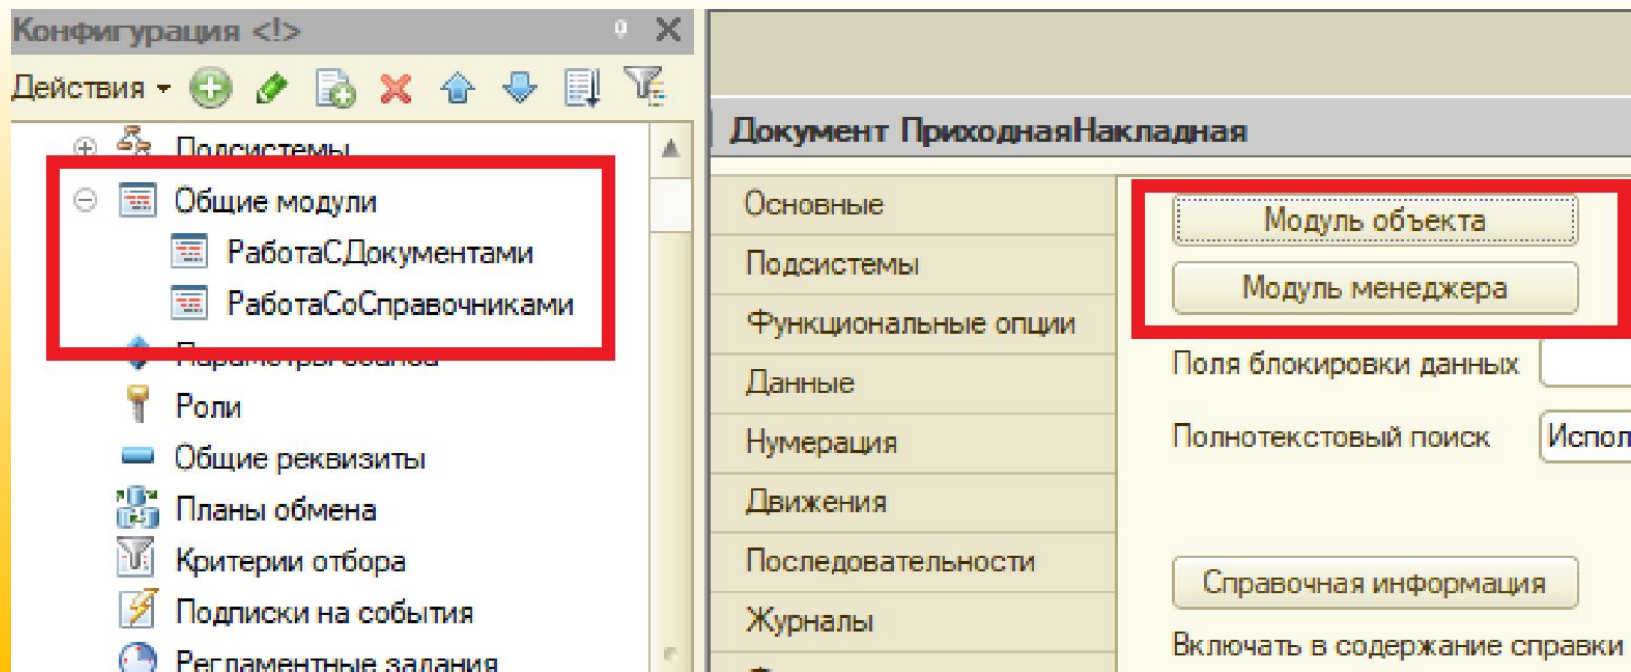 Конфигурация <!>
Действия
Подсистемы
Общие модули
РаботаСДокументами
РаботаСоСправочниками
Параметры сеанса
Роли
Общие реквизиты
Планы обмена
Критерии отбора
Подписки на события
Регламентные задания
Документ ПриходнаяНакладная
Основные
Подсистемы
Функциональные опции
Данные
Нумерация
Движения
Последовательности
Журналы
Модуль объекта
Модуль менеджера
Поля блокировки данных
Полнотекстовый поиск Испол
Справочная информация
Включать в содержание справки